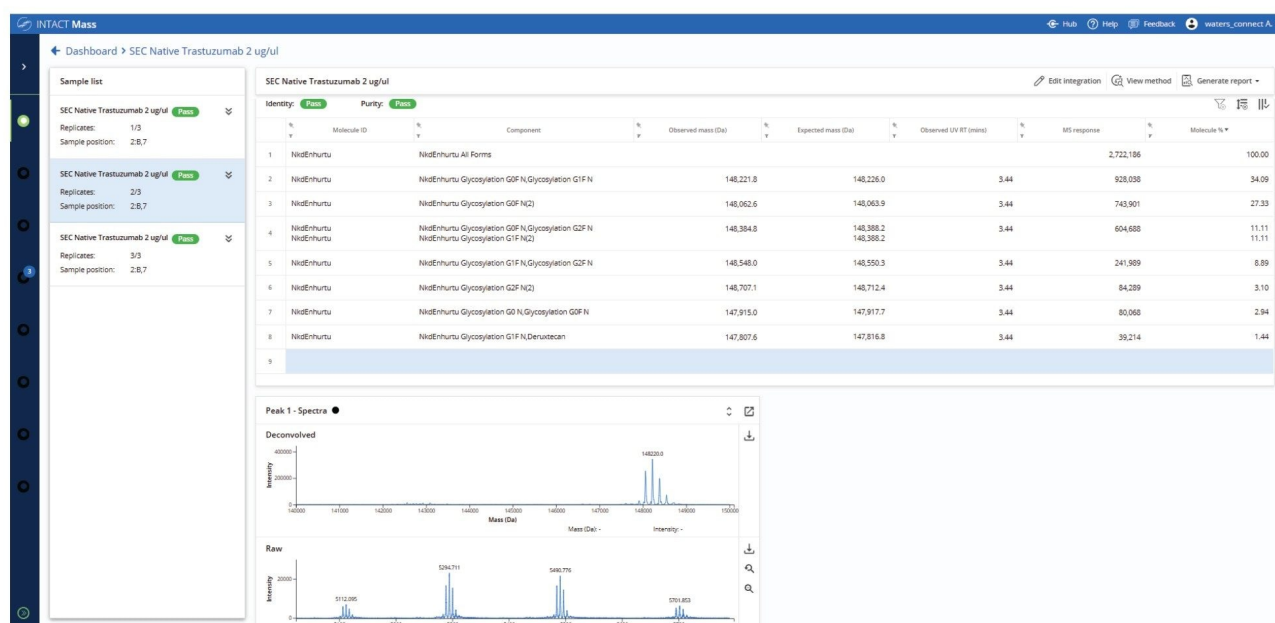 INTACT Mass
Hub Help Feedback waters_connect A.
Dashboard > SEC Native Trastuzumab 2 ug/ul
Sample list
SEC Native Trastuzumab 2 ug/ul Pass
Replicates: 1/3
Sample position: 2:B,7
SEC Native Trastuzumab 2 ug/ul Pass
Replicates: 2/3
Sample position: 2:B,7
SEC Native Trastuzumab 2 ug/ul Pass
Replicates: 3/3
Sample position: 2:B,7
3
SEC Native Trastuzumab 2 ug/ul
Edit integration View method Generate report
Identity: Pass Purity: Pass
Molecule ID Component Observed mass (Da) Expected mass (Da) Observed UV RT (mins) MS response Molecule %
1 NkdEnhurtu NkdEnhurtu All Forms 2,722,186 100.00
2 NkdEnhurtu NkdEnhurtu Glycosylation G0F N,Glycosylation G1F N 148,221.8 148,226.0 3.44 928,038 34.09
3 NkdEnhurtu NkdEnhurtu Glycosylation G0F N(2) 148,062.6 148,063.9 3.44 743,901 27.33
4 NkdEnhurtu NkdEnhurtu Glycosylation G0F N,Glycosylation G2F N 148,384.8 148,388.2 3.44 604,688 11.11
NkdEnhurtu NkdEnhurtu Glycosylation G1F N(2) 148,388.2 11.11
5 NkdEnhurtu NkdEnhurtu Glycosylation G1F N,Glycosylation G2F N 148,548.0 148,550.3 3.44 241,989 8.89
6 NkdEnhurtu NkdEnhurtu Glycosylation G2F N(2) 148,707.1 148,712.4 3.44 84,289 3.10
7 NkdEnhurtu NkdEnhurtu Glycosylation G0 N,Glycosylation G0F N 147,915.0 147,917.7 3.44 80,068 2.94
8 NkdEnhurtu NkdEnhurtu Glycosylation G1F N,Deruxtecan 147,807.6 147,816.8 3.44 39,214 1.44
9
Peak 1 - Spectra
Deconvolved
400000
200000
0
Intensity
148220.0
140000 141000 142000 143000 144000 145000 146000 147000 148000 149000 150000
Mass (Da)
Mass (Da): - Intensity: -
Raw
20000
0
Intensity
5112.095 5294.711 5490.776 5701.853